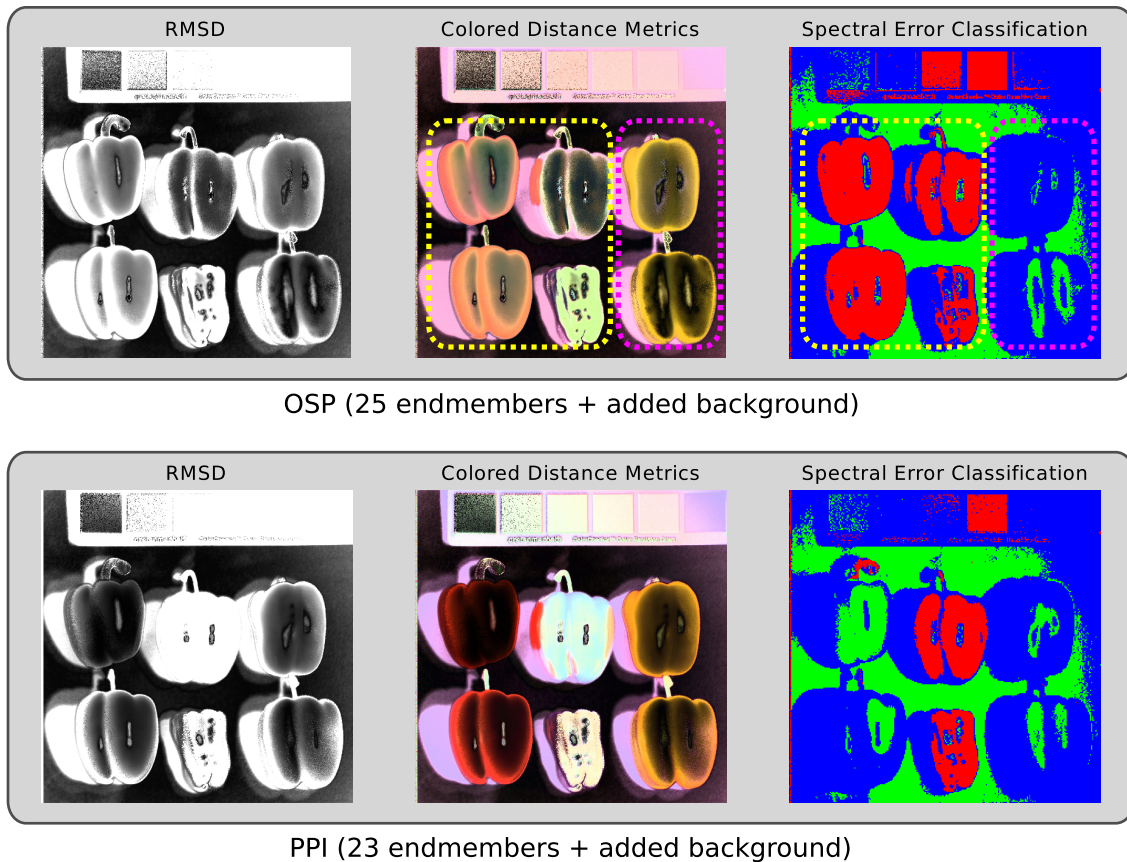 RMSD Colored Distance Metrics Spectral Error Classification
OSP (25 endmembers + added background)
RMSD Colored Distance Metrics Spectral Error Classification
PPI (23 endmembers + added background)